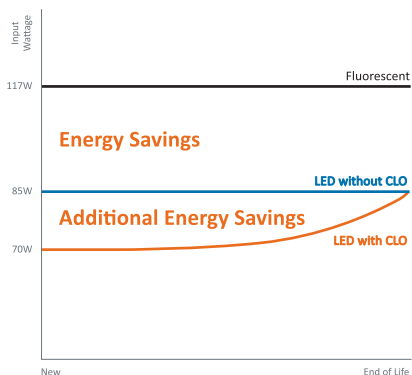 Input
Wattage
Fluorescent
117W
Energy Savings
LED without CLO
85W
Additional Energy Savings
LED with CLO
70W
New
End of Life